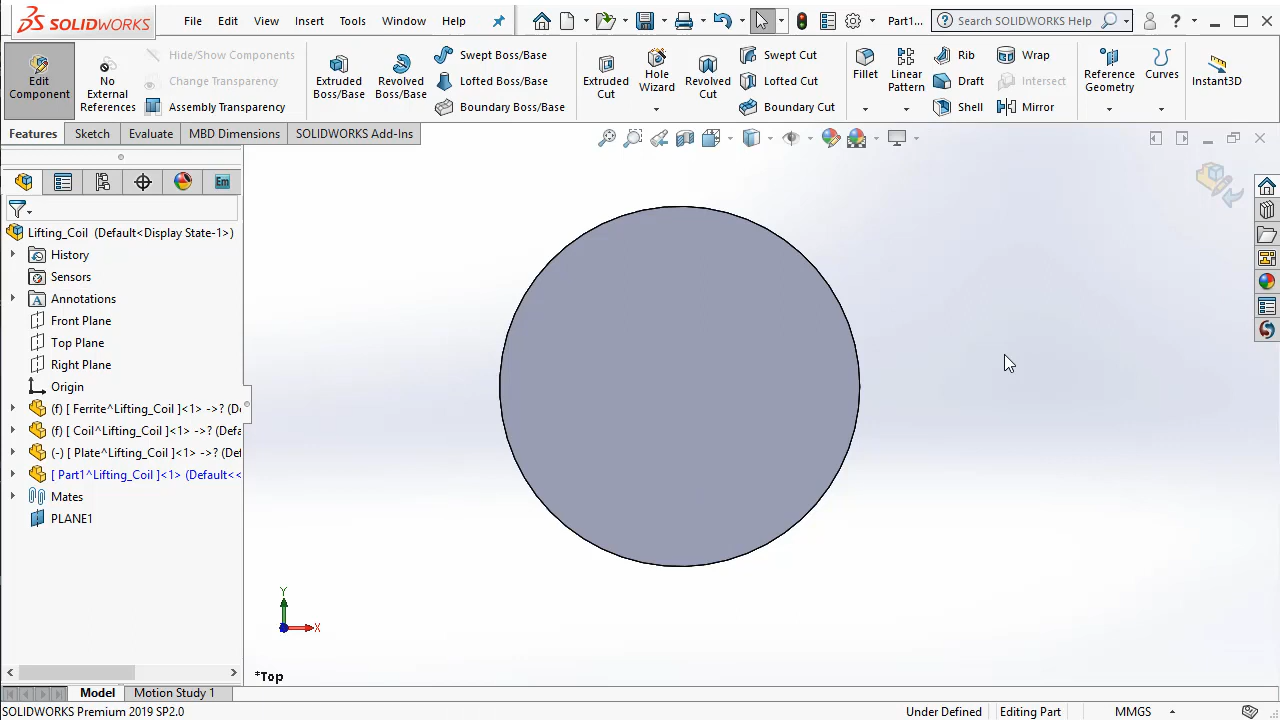 SOLIDWORKS File Edit View Insert Tools Window Help Part1... Search SOLIDWORKS Help
Edit Component
No External References
Hide/Show Components
Change Transparency
Assembly Transparency
Extruded Boss/Base
Revolved Boss/Base
Swept Boss/Base
Lofted Boss/Base
Boundary Boss/Base
Extruded Cut
Hole Wizard
Revolved Cut
Swept Cut
Lofted Cut
Boundary Cut
Fillet
Linear Pattern
Rib
Draft
Shell
Wrap
Intersect
Mirror
Reference Geometry
Curves
Instant3D
Features Sketch Evaluate MBD Dimensions SOLIDWORKS Add-Ins
Lifting_Coil (Default<Display State-1>)
History
Sensors
Annotations
Front Plane
Top Plane
Right Plane
Origin
(f) [ Ferrite^Lifting_Coil ]<1> ->? (De
(f) [ Coil^Lifting_Coil ]<1> ->? (Defa
(-) [ Plate^Lifting_Coil ]<1> ->? (Def
[ Part1^Lifting_Coil ]<1> (Default<<
Mates
PLANE1
Y
X
*Top
Model Motion Study 1
SOLIDWORKS Premium 2019 SP2.0 Under Defined Editing Part MMGS